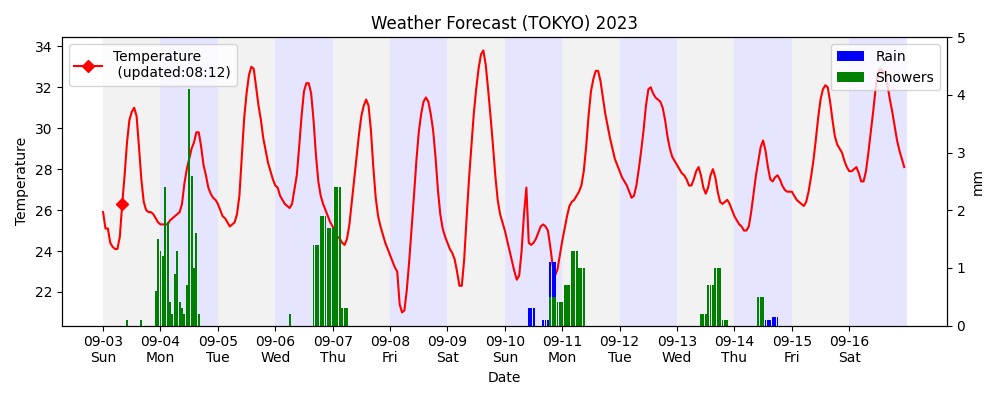 Weather Forecast (TOKYO) 2023
Temperature
(updated:08:12)
Rain
Showers
Temperature
34
32
30
28
26
24
22
5
4
3
2
1
0
mm
09-03 09-04 09-05 09-06 09-07 09-08 09-09 09-10 09-11 09-12 09-13 09-14 09-15 09-16
Sun Mon Tue Wed Thu Fri Sat Sun Mon Tue Wed Thu Fri Sat
Date